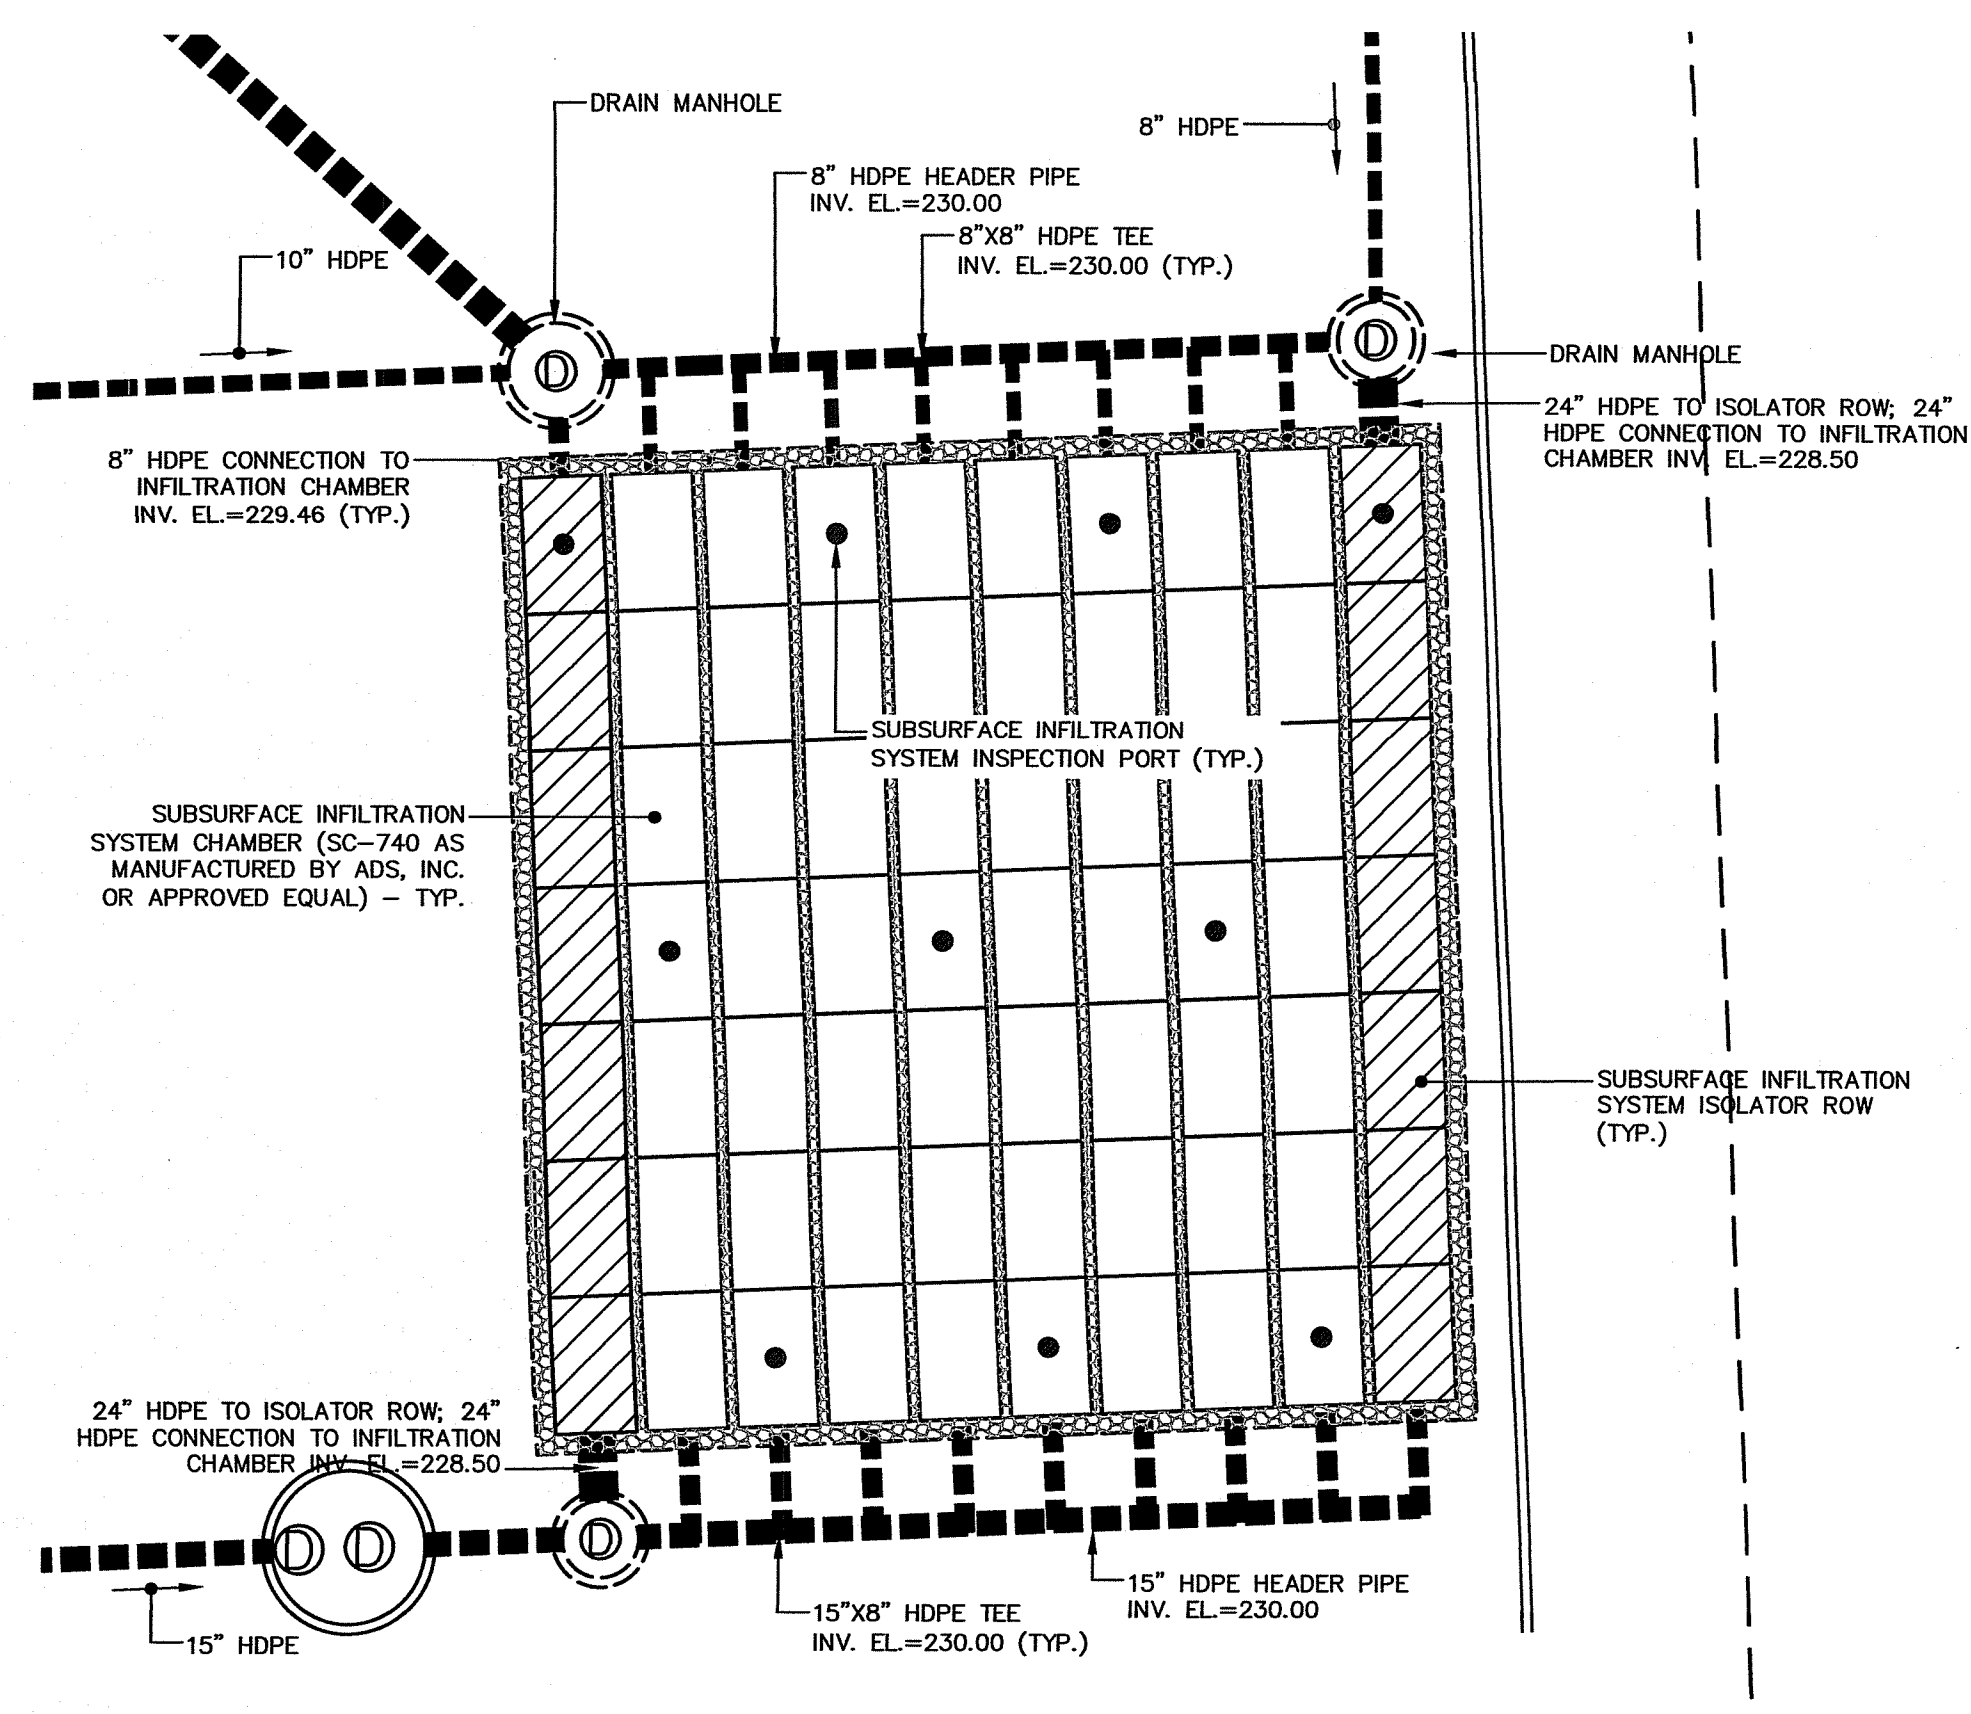 DRAIN MANHOLE
8" HDPE
8" HDPE HEADER PIPE
INV. EL.=230.00
8"X8" HDPE TEE
INV. EL.=230.00 (TYP.)
10" HDPE
D
D
DRAIN MANHOLE
24" HDPE TO ISOLATOR ROW; 24"
HDPE CONNECTION TO INFILTRATION
CHAMBER INV. EL.=228.50
8" HDPE CONNECTION TO
INFILTRATION CHAMBER
INV. EL.=229.46 (TYP.)
SUBSURFACE INFILTRATION
SYSTEM INSPECTION PORT (TYP.)
SUBSURFACE INFILTRATION
SYSTEM CHAMBER (SC-740 AS
MANUFACTURED BY ADS, INC.
OR APPROVED EQUAL) – TYP.
SUBSURFACE INFILTRATION
SYSTEM ISOLATOR ROW
(TYP.)
24" HDPE TO ISOLATOR ROW; 24"
HDPE CONNECTION TO INFILTRATION
CHAMBER INV. EL.=228.50
D D
D
15" HDPE
15"X8" HDPE TEE
INV. EL.=230.00 (TYP.)
15" HDPE HEADER PIPE
INV. EL.=230.00